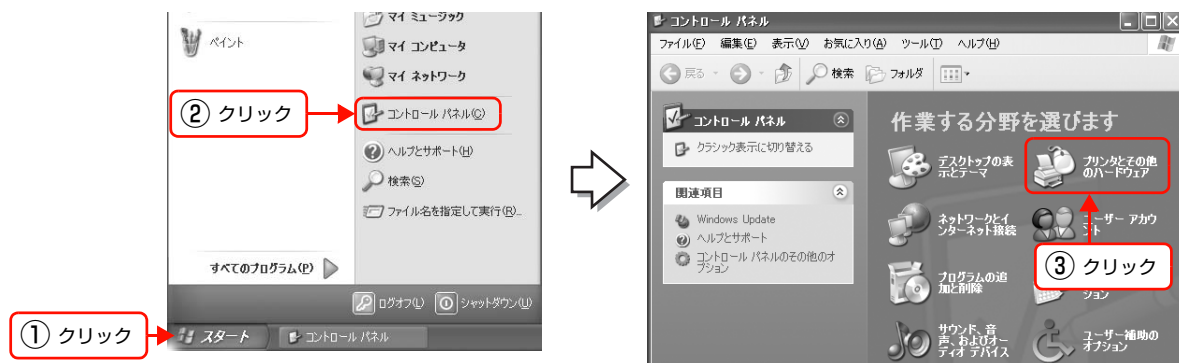 マイ ミュージック
ペイント
マイ コンピュータ
マイ ネットワーク
② クリック
コントロール パネル(C)
ヘルプとサポート(H)
検索(S)
ファイル名を指定して実行(R)...
すべてのプログラム(P)
ログオフ(L)
シャットダウン(U)
① クリック
スタート
コントロール パネル
コントロール パネル
ファイル(F) 編集(E) 表示(V) お気に入り(A) ツール(T) ヘルプ(H)
戻る
検索
フォルダ
コントロール パネル
クラシック表示に切り替える
関連項目
Windows Update
ヘルプとサポート
コントロール パネルのその他のオ
プション
作業する分野を選びます
デスクトップの表
示とテーマ
プリンタとその他
のハードウェア
ネットワークとイ
ンターネット接続
ユーザー アカウ
ント
③ クリック
プログラムの追
加と削除
ション
サウンド、音
声、およびオー
ディオ デバイス
ユーザー補助の
オプション